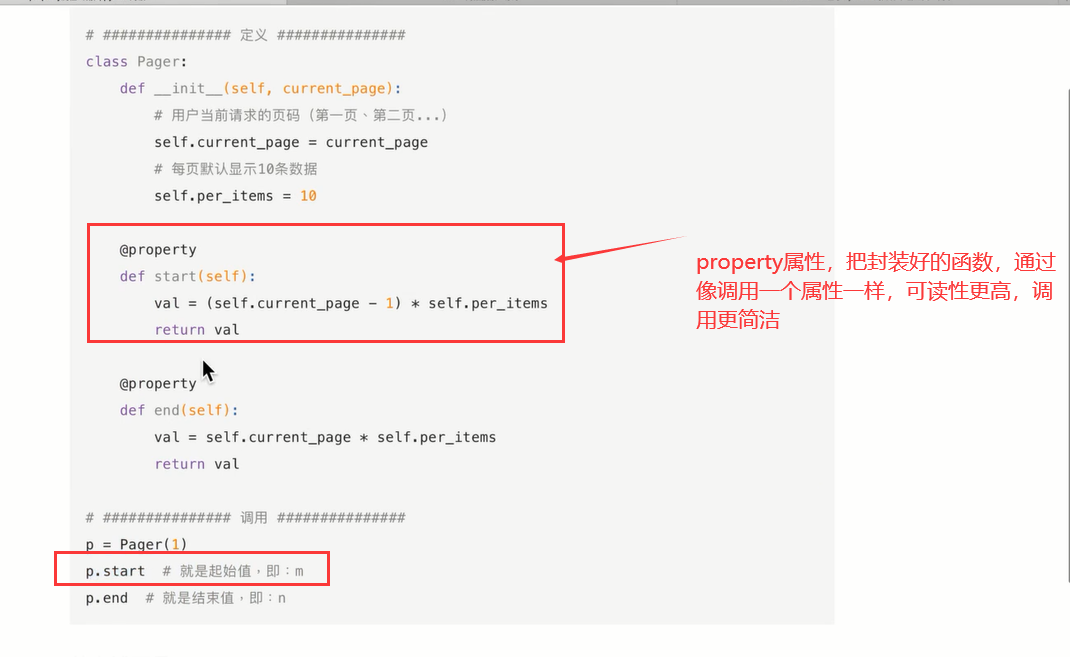 # ############### 定义 ###############
class Pager:
    def __init__(self, current_page):
        # 用户当前请求的页码（第一页、第二页...）
        self.current_page = current_page
        # 每页默认显示10条数据
        self.per_items = 10
    @property
    def start(self):
        val = (self.current_page - 1) * self.per_items
        return val
property属性，把封装好的函数，通过
像调用一个属性一样，可读性更高，调
用更简洁
    @property
    def end(self):
        val = self.current_page * self.per_items
        return val
# ############### 调用 ###############
p = Pager(1)
p.start  # 就是起始值，即：m
p.end  # 就是结束值，即：n